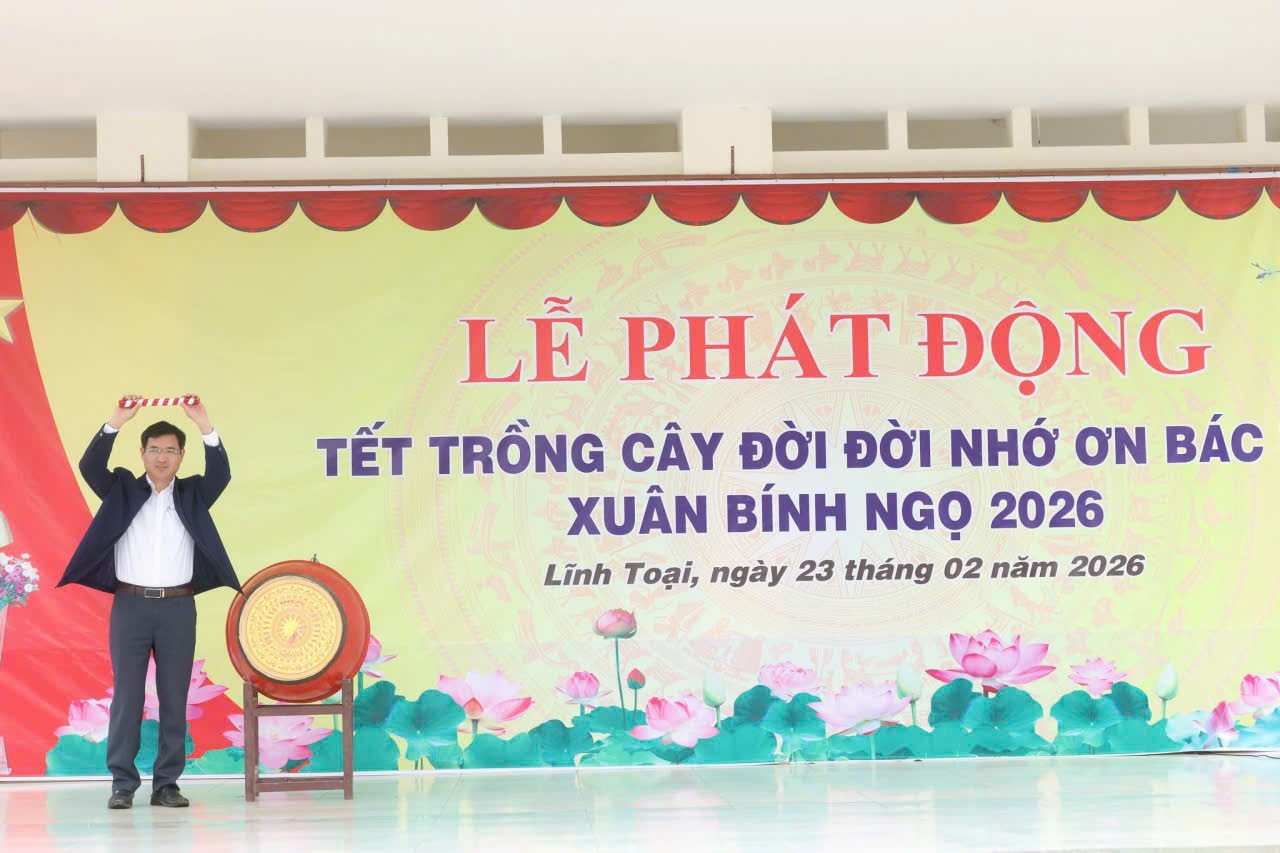 LỄ PHÁT ĐỘNG
TẾT TRỒNG CÂY ĐỜI ĐỜI NHỚ ƠN BÁC
XUÂN BÍNH NGỌ 2026
Lĩnh Toại, ngày 23 tháng 02 năm 2026